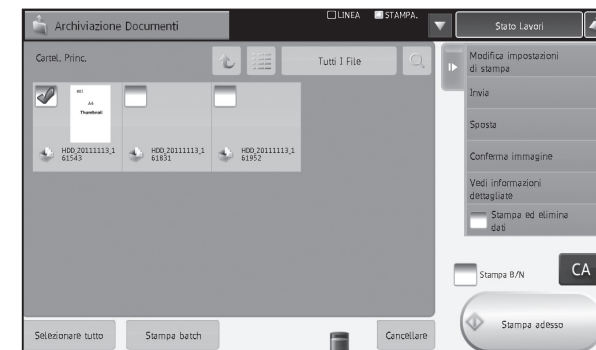 Archiviazione Documenti
LINEA
STAMPA.
Stato Lavori
Cartel. Princ.
Tutti I File
B01
A4
Thumbnail
HDD_20111113_1
61543
HDD_20111113_1
61831
HDD_20111113_1
61952
Modifica impostazioni
di stampa
Invia
Sposta
Conferma immagine
Vedi informazioni
dettagliate
Stampa ed elimina
dati
Stampa B/N
CA
Stampa adesso
Selezionare tutto
Stampa batch
Cancellare